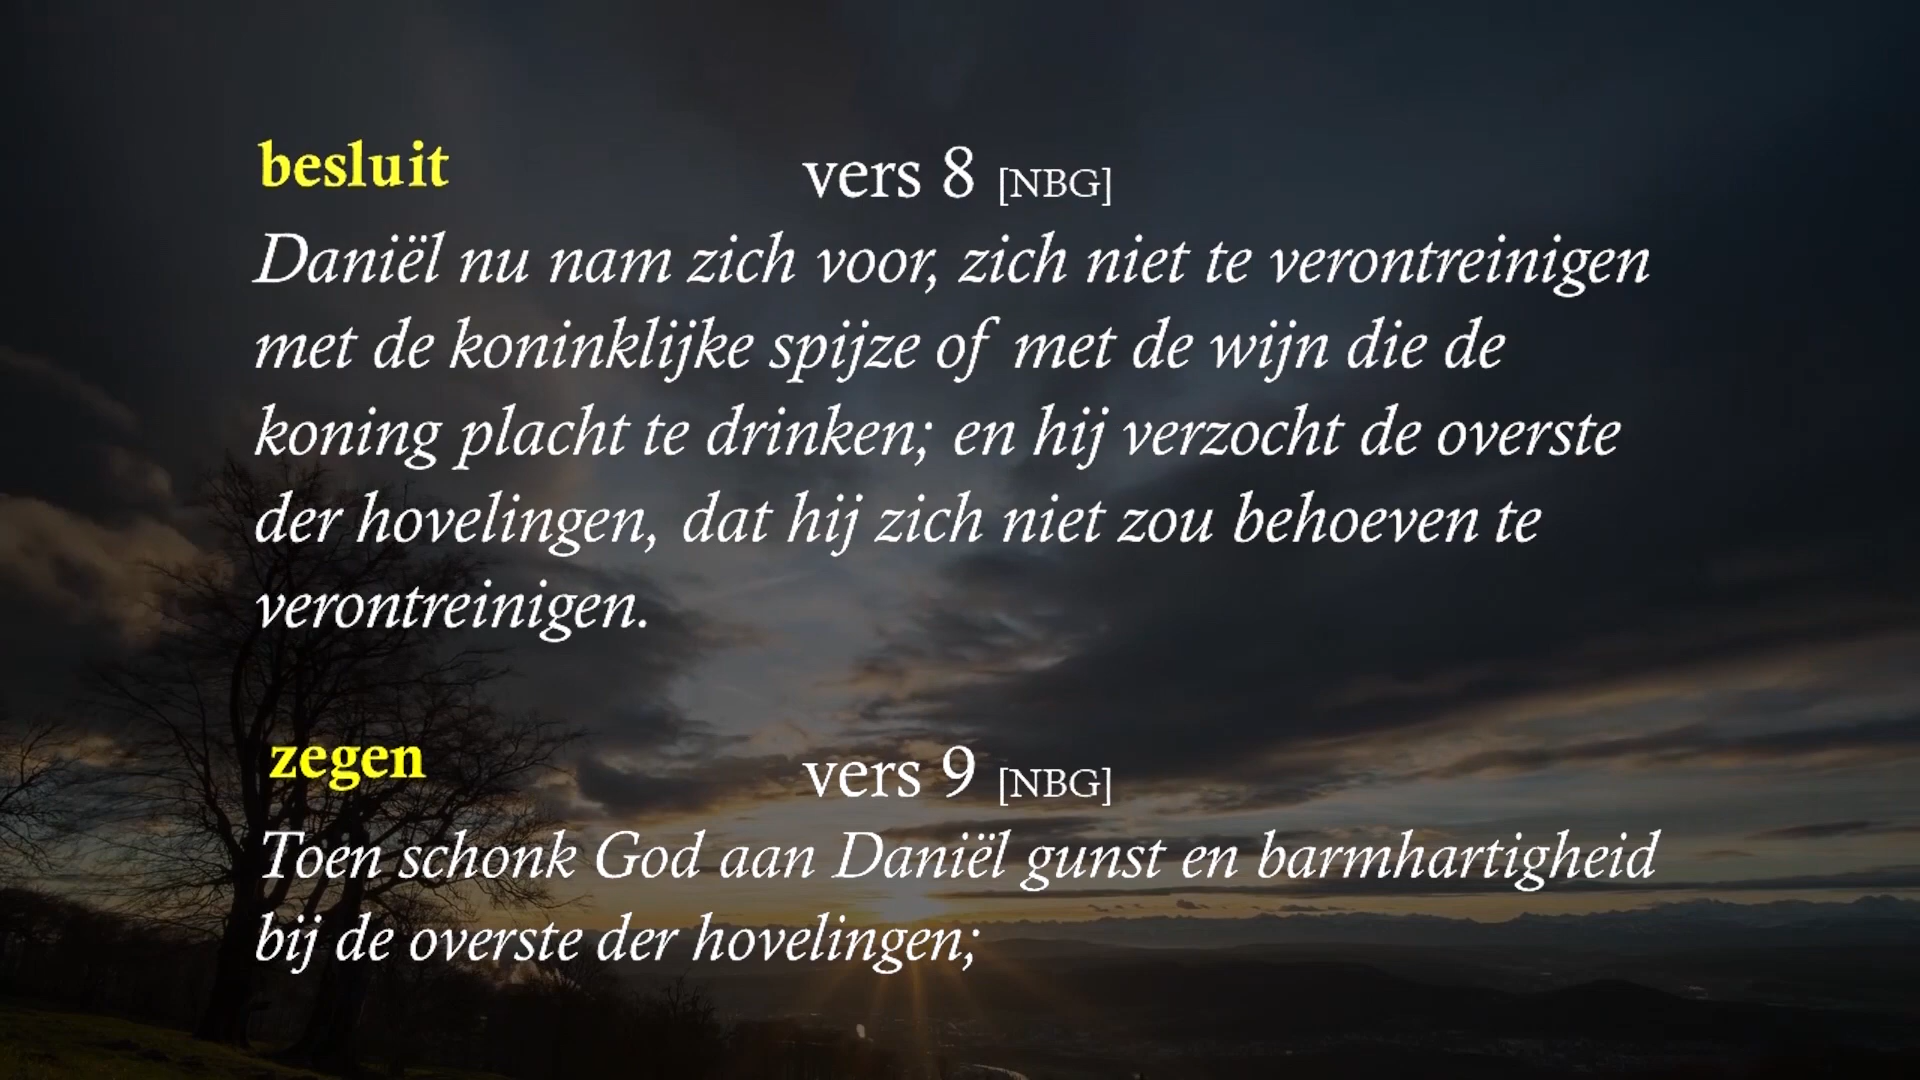 besluit
vers 8 [NBG]
Daniël nu nam zich voor, zich niet te verontreinigen
met de koninklijke spijze of met de wijn die de
koning placht te drinken; en hij verzocht de overste
der hovelingen, dat hij zich niet zou behoeven te
verontreinigen.
zegen
vers 9 [NBG]
Toen schonk God aan Daniël gunst en barmhartigheid
bij de overste der hovelingen;